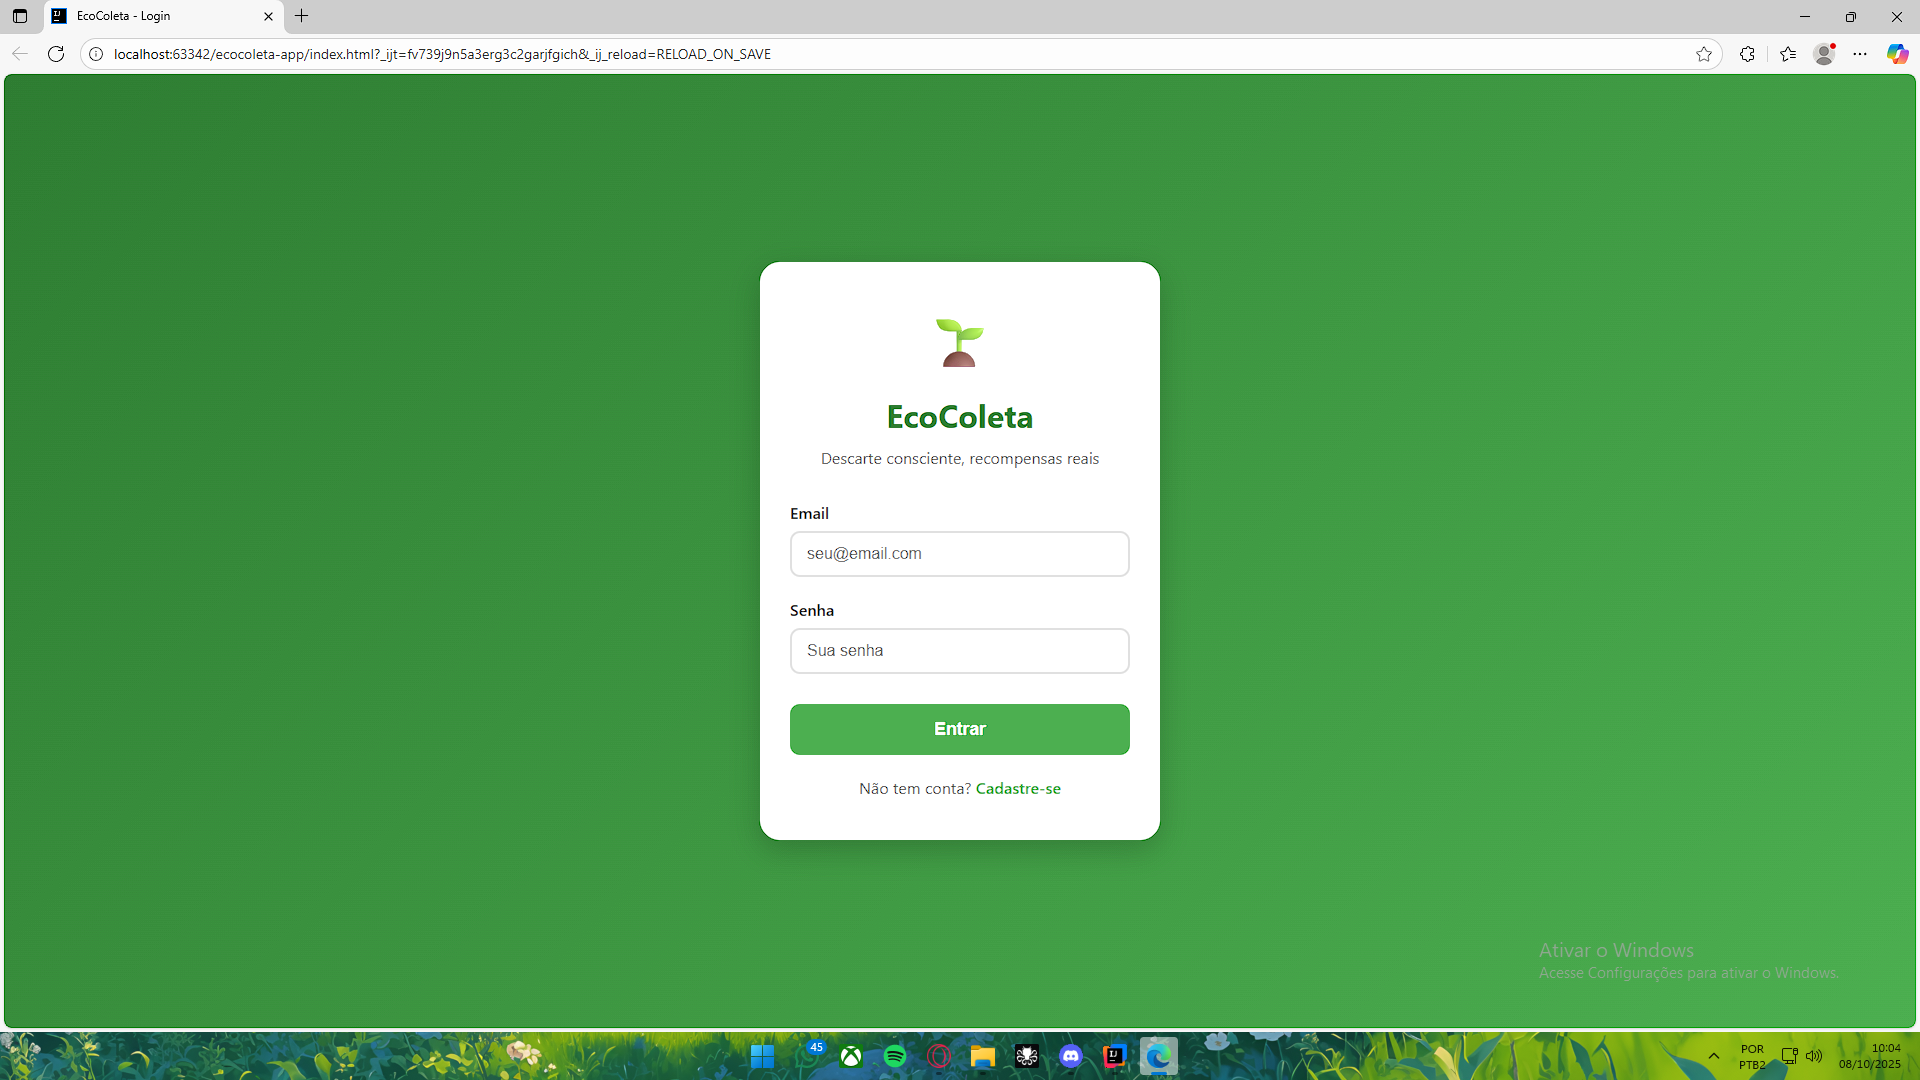 EcoColeta - Login
localhost:63342/ecocoleta-app/index.html?_ijt=fv739j9n5a3erg3c2garjfgich&_ij_reload=RELOAD_ON_SAVE
EcoColeta
Descarte consciente, recompensas reais
Email
seu@email.com
Senha
Sua senha
Entrar
Não tem conta? Cadastre-se
Ativar o Windows
Acesse Configurações para ativar o Windows.
45
IJ
POR
PTB2
10:04
08/10/2025